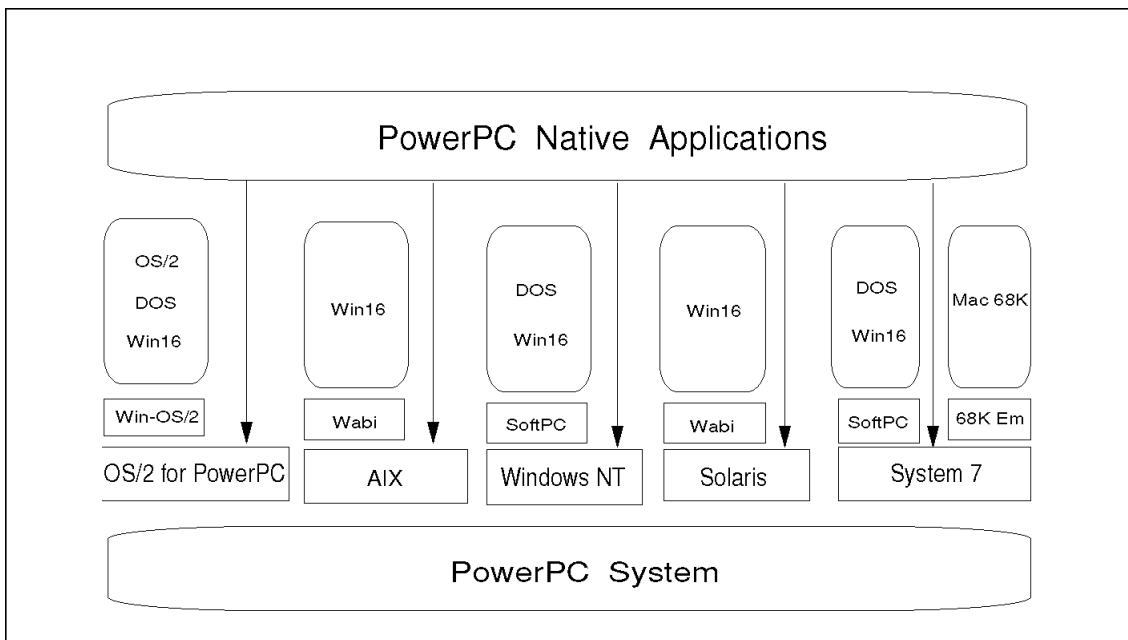 PowerPC Native Applications
OS/2
DOS
Win16
Win-OS/2
OS/2 for PowerPC
Win16
Wabi
AIX
DOS
Win16
SoftPC
Windows NT
Win16
Wabi
Solaris
DOS
Win16
SoftPC
Mac 68K
68K Em
System 7
PowerPC System